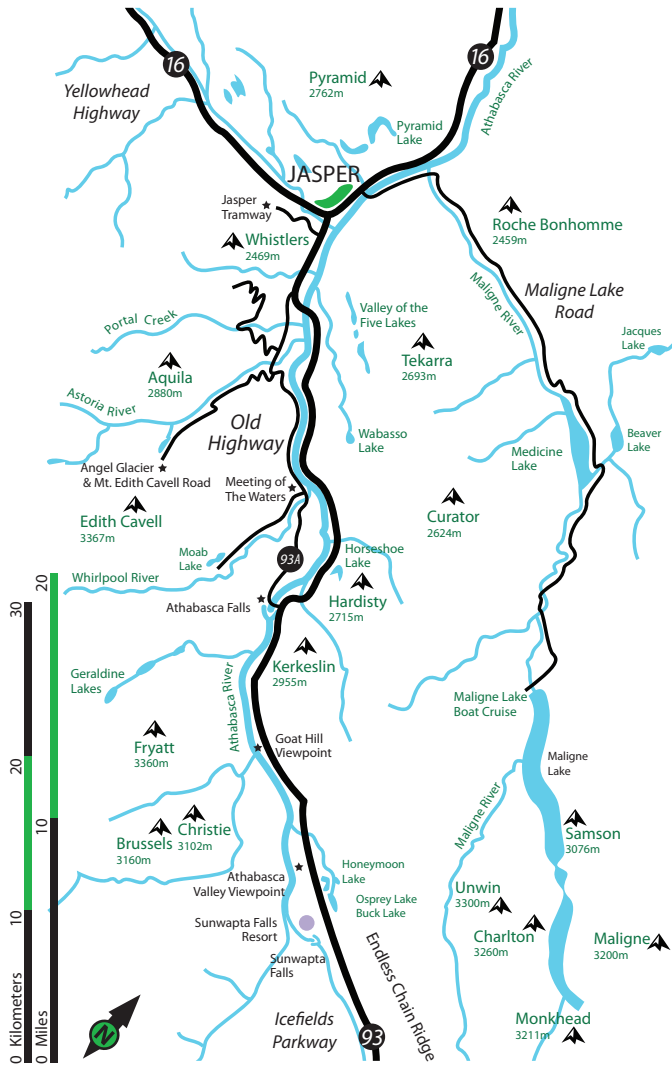 16
16
Yellowhead
Highway
Pyramid
2762m
Athabasca River
Pyramid
Lake
JASPER
Jasper
Tramway
Whistlers
2469m
Roche Bonhomme
2459m
Maligne River
Maligne Lake
Road
Portal Creek
Valley of the
Five Lakes
Jacques
Lake
Aquila
2880m
Tekarra
2693m
Astoria River
Old
Highway
Wabasso
Lake
Medicine
Lake
Beaver
Lake
Angel Glacier
& Mt. Edith Cavell Road
Meeting of
The Waters
Edith Cavell
3367m
Curator
2624m
Moab
Lake
93A
Horseshoe
Lake
Whirlpool River
Athabasca Falls
Hardisty
2715m
Kerkeslin
2955m
Geraldine
Lakes
Athabasca River
Maligne Lake
Boat Cruise
Fryatt
3360m
Goat Hill
Viewpoint
Maligne
Lake
Maligne River
Brussels
3160m
Christie
3102m
Samson
3076m
Athabasca
Valley Viewpoint
Honeymoon
Lake
Osprey Lake
Buck Lake
Unwin
3300m
Sunwapta Falls
Resort
Charlton
3260m
Maligne
3200m
Sunwapta
Falls
Endless Chain Ridge
Icefields
Parkway
93
Monkhead
3211m
N
0 Kilometers
10
20
30
0 Miles
10
20